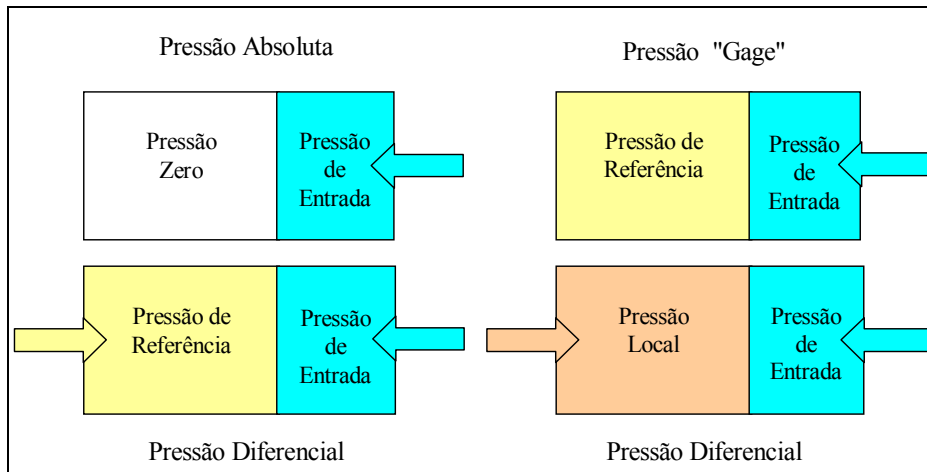 Pressão Absoluta
Pressão "Gage"
Pressão
Zero
Pressão
de
Entrada
Pressão de
Referência
Pressão
de
Entrada
Pressão de
Referência
Pressão
de
Entrada
Pressão
Local
Pressão
de
Entrada
Pressão Diferencial
Pressão Diferencial